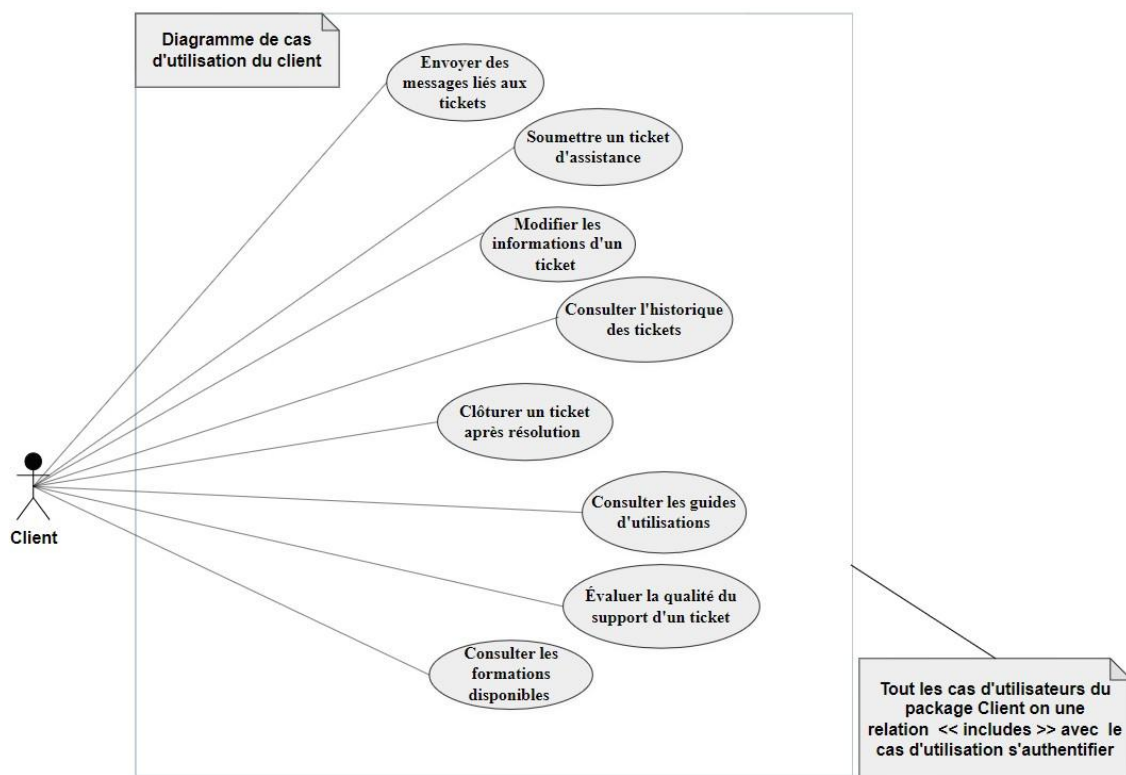 Diagramme de cas
d'utilisation du client
Envoyer des
messages liés aux
tickets
Soumettre un ticket
d'assistance
Modifier les
informations d'un
ticket
Consulter l'historique
des tickets
Clôturer un ticket
après résolution
Client
Consulter les guides
d'utilisations
Évaluer la qualité du
support d'un ticket
Consulter les
formations
disponibles
Tout les cas d'utilisateurs du
package Client on une
relation << includes >> avec le
cas d'utilisation s'authentifier